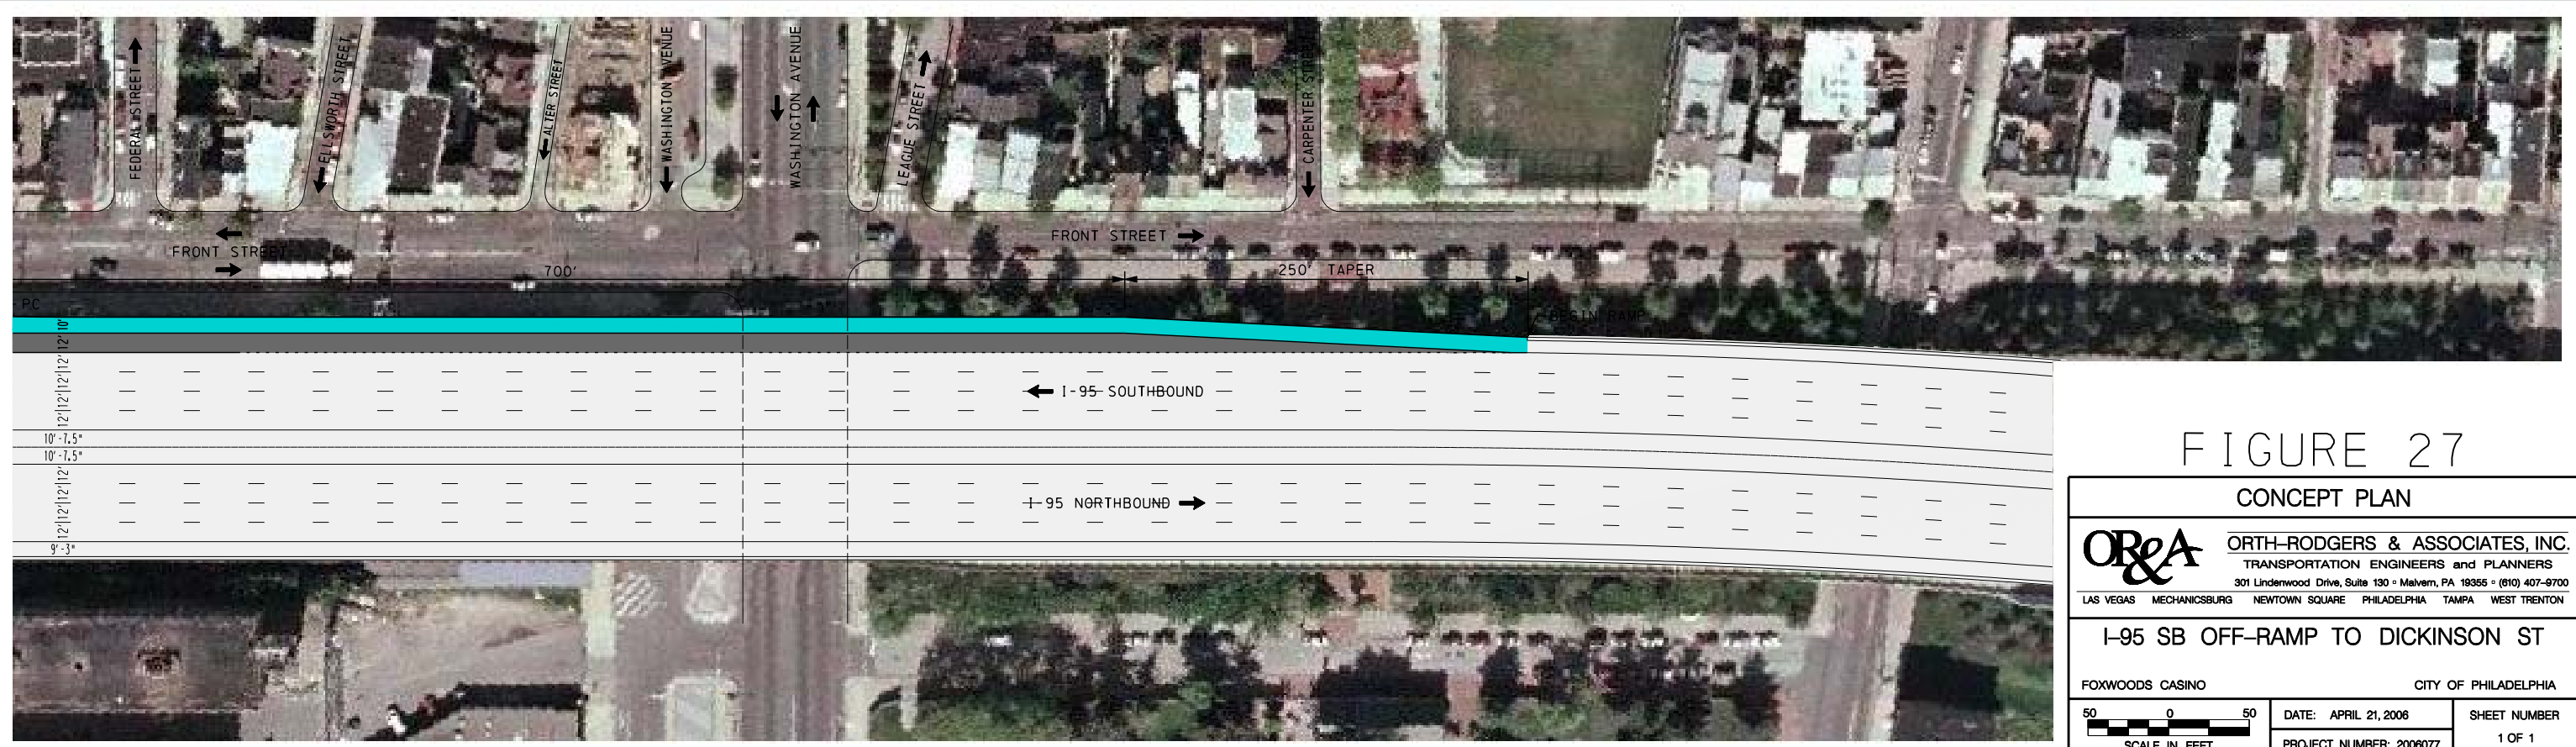 FEDERAL STREET
ELLSWORTH STREET
ALTER STREET
WASHINGTON AVENUE
WASHINGTON AVENUE
LEAGUE STREET
CARPENTER STREET
FRONT STREET
FRONT STREET
700'
250' TAPER
PC
BEGIN RAMP
10'
12'
12'|12'|12'|12'
I-95 SOUTHBOUND
10'-7.5"
10'-7.5"
12'|12'|12'|12'
I-95 NORTHBOUND
9'-3"
FIGURE 27
CONCEPT PLAN
OR&A
ORTH-RODGERS & ASSOCIATES, INC.
TRANSPORTATION ENGINEERS and PLANNERS
301 Lindenwood Drive, Suite 130 ▫ Malvern, PA 19355 ▫ (610) 407-9700
LAS VEGAS MECHANICSBURG NEWTOWN SQUARE PHILADELPHIA TAMPA WEST TRENTON
I-95 SB OFF-RAMP TO DICKINSON ST
FOXWOODS CASINO CITY OF PHILADELPHIA
50 0 50
SCALE IN FEET
DATE: APRIL 21, 2006
PROJECT NUMBER: 2006077
SHEET NUMBER
1 OF 1